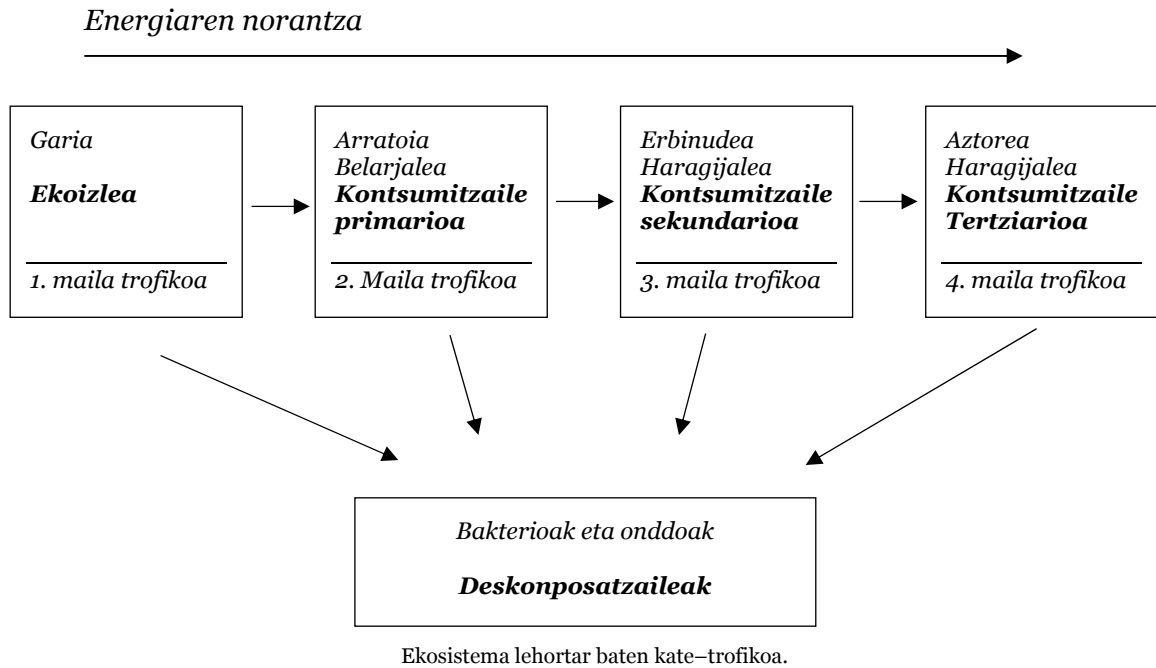 Energiaren norantza
Garia
Ekoizlea
1. maila trofikoa
Arratoia
Belarjalea
Kontsumitzaile
primarioa
2. Maila trofikoa
Erbinudea
Haragijalea
Kontsumitzaile
sekundarioa
3. maila trofikoa
Aztorea
Haragijalea
Kontsumitzaile
Tertziarioa
4. maila trofikoa
Bakterioak eta onddoak
Deskonposatzaileak
Ekosistema lehortar baten kate–trofikoa.